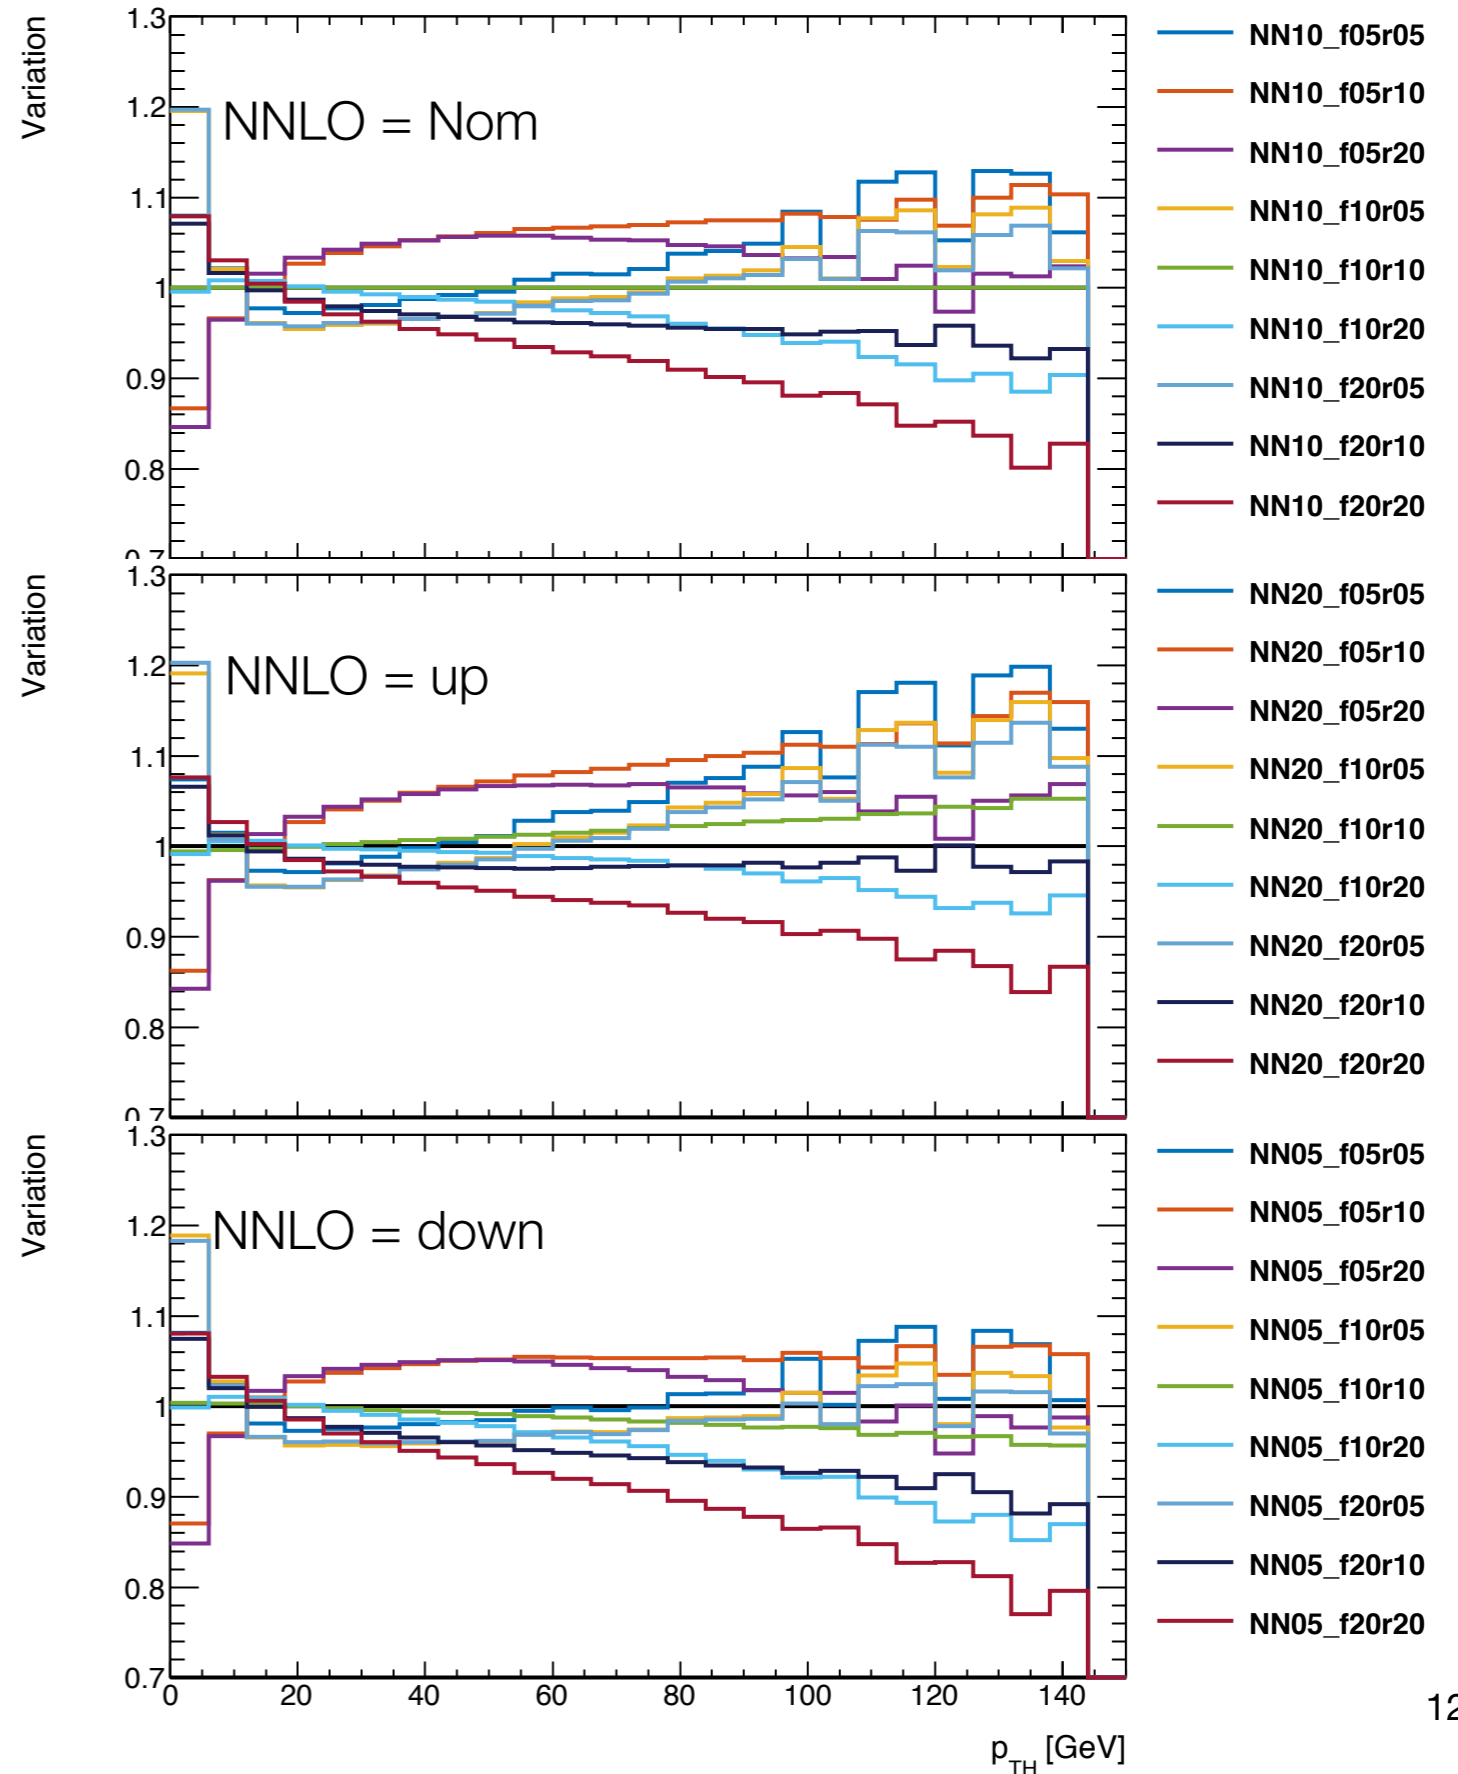 Variation
1.3
1.2
1.1
1
0.9
0.8
0.7
NNLO = Nom
NN10_f05r05
NN10_f05r10
NN10_f05r20
NN10_f10r05
NN10_f10r10
NN10_f10r20
NN10_f20r05
NN10_f20r10
NN10_f20r20
Variation
1.3
1.2
1.1
1
0.9
0.8
0.7
NNLO = up
NN20_f05r05
NN20_f05r10
NN20_f05r20
NN20_f10r05
NN20_f10r10
NN20_f10r20
NN20_f20r05
NN20_f20r10
NN20_f20r20
Variation
1.3
1.2
1.1
1
0.9
0.8
0.7
NNLO = down
NN05_f05r05
NN05_f05r10
NN05_f05r20
NN05_f10r05
NN05_f10r10
NN05_f10r20
NN05_f20r05
NN05_f20r10
NN05_f20r20
0 20 40 60 80 100 120 140
p_TH [GeV]
12